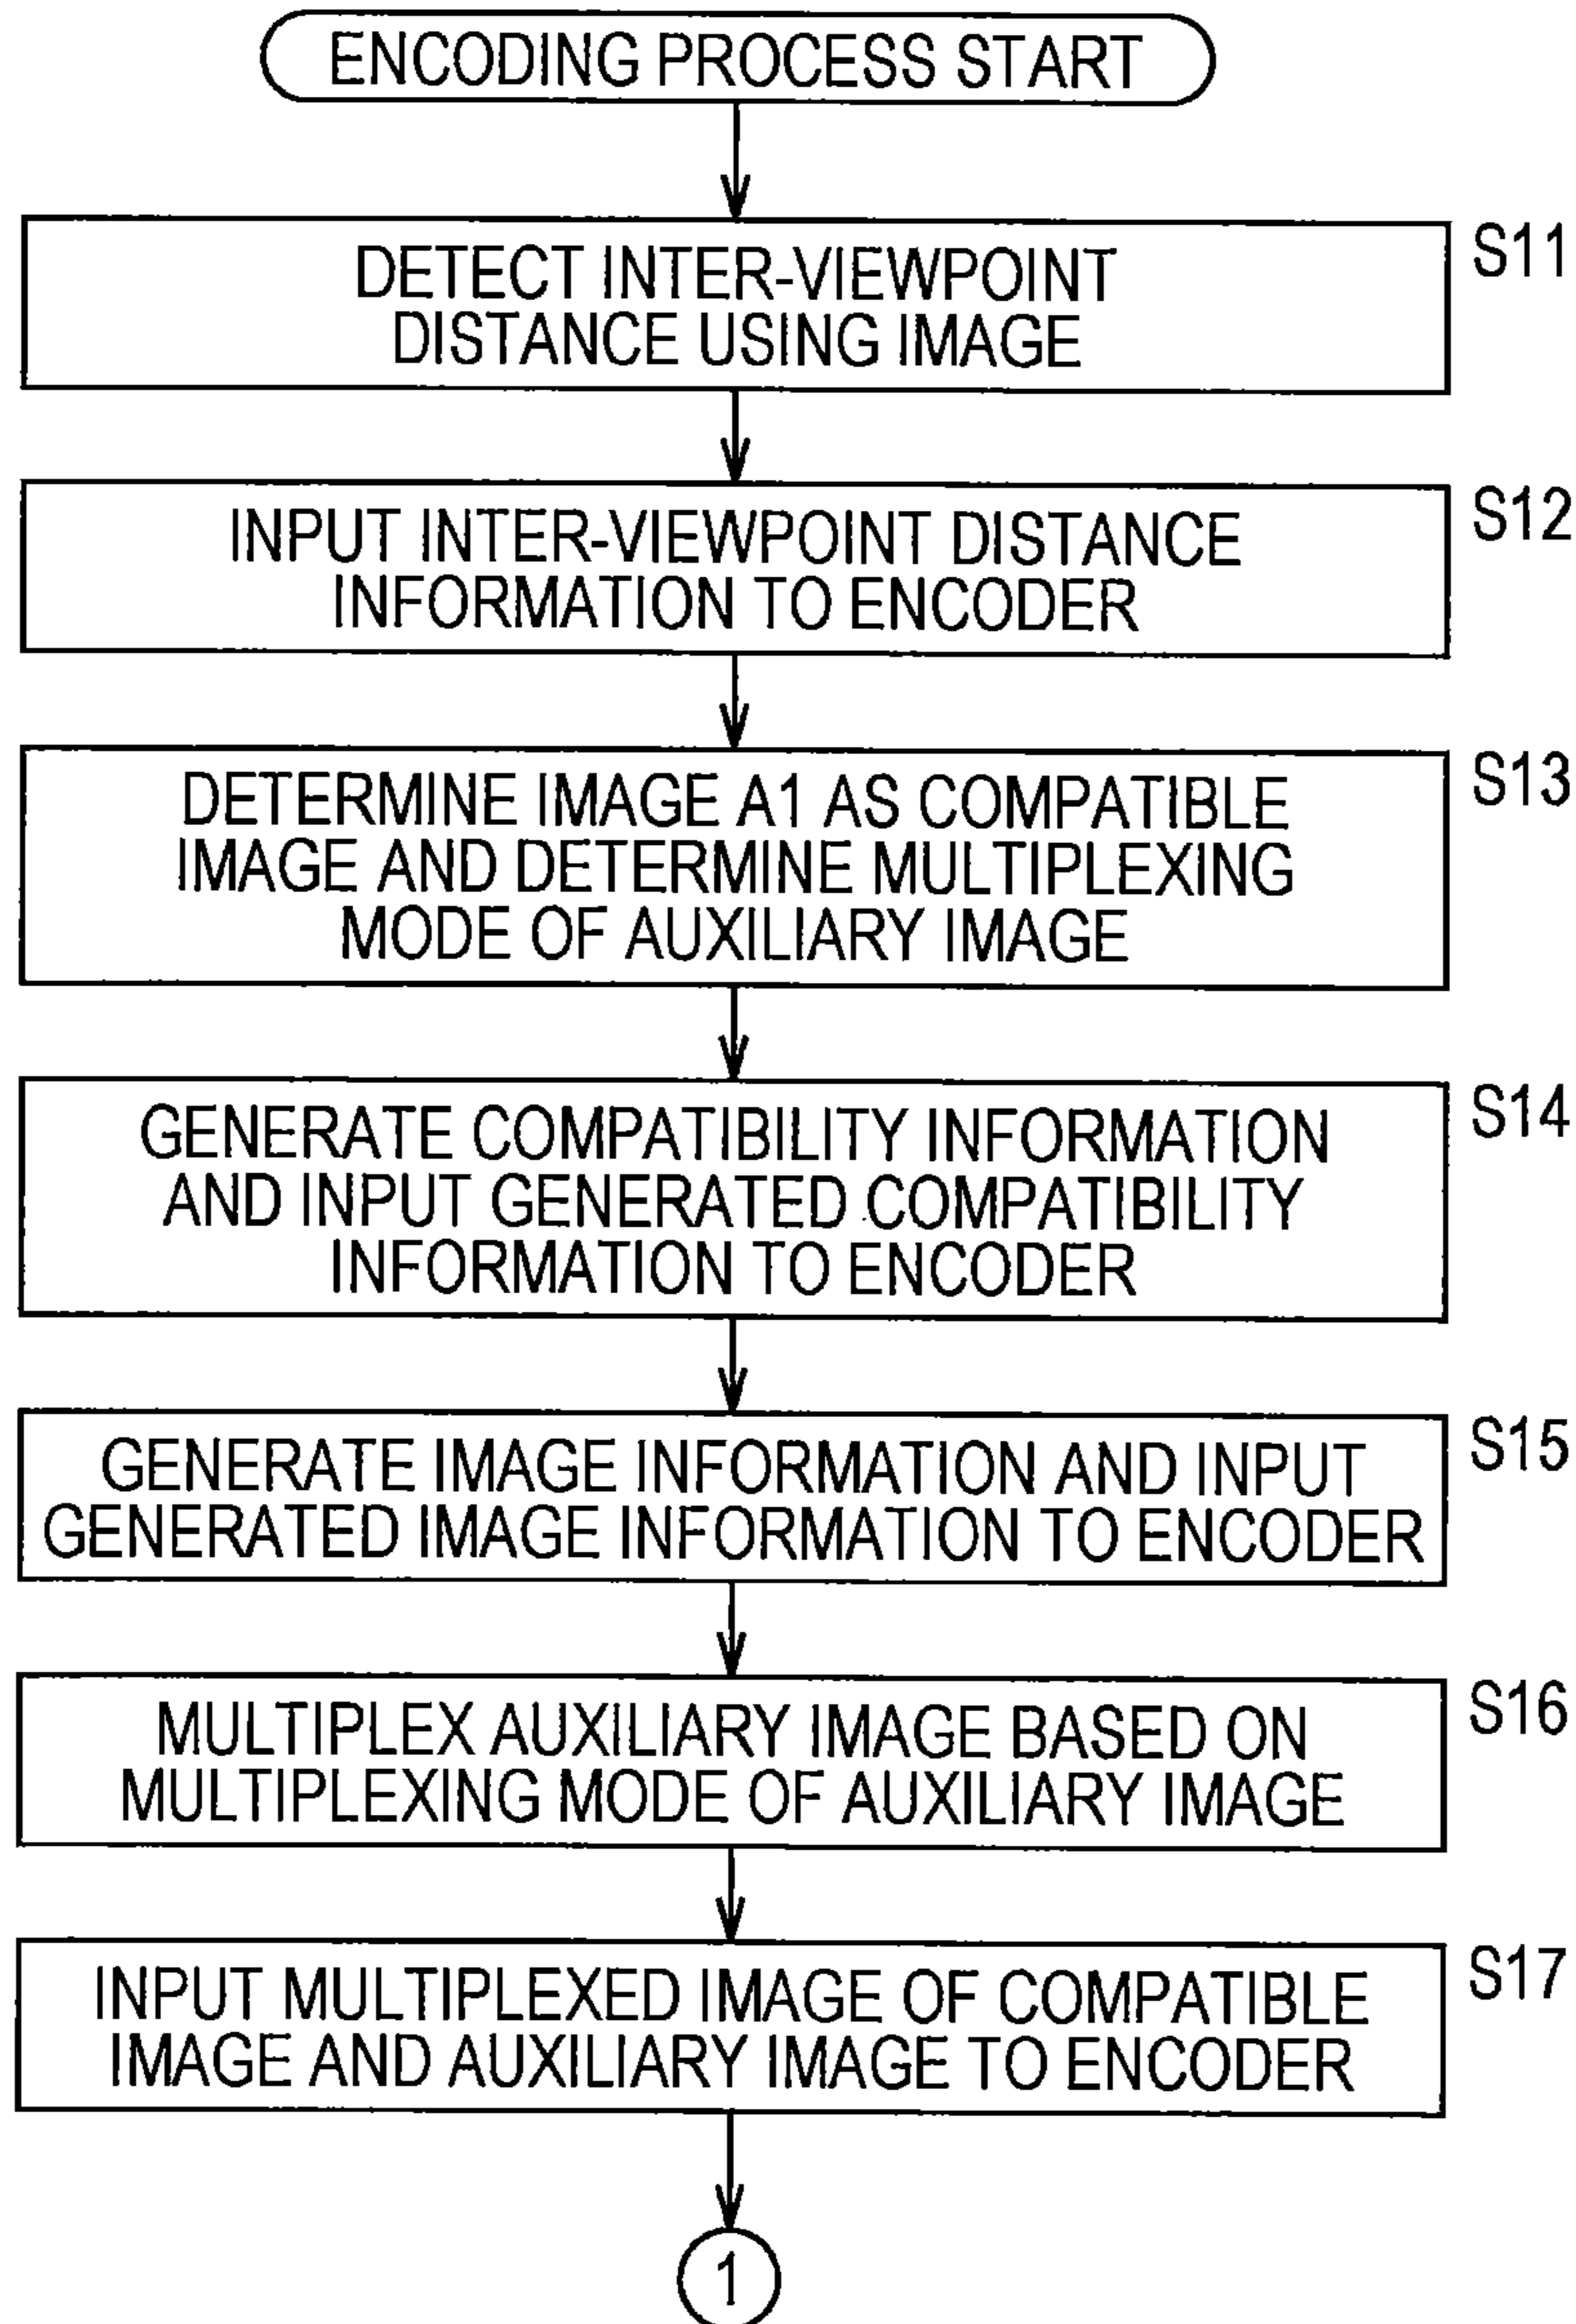 ENCODING PROCESS START
S11
DETECT INTER-VIEWPOINT
DISTANCE USING IMAGE
S12
INPUT INTER-VIEWPOINT DISTANCE
INFORMATION TO ENCODER
S13
DETERMINE IMAGE A1 AS COMPATIBLE
IMAGE AND DETERMINE MULTIPLEXING
MODE OF AUXILIARY IMAGE
S14
GENERATE COMPATIBILITY INFORMATION
AND INPUT GENERATED COMPATIBILITY
INFORMATION TO ENCODER
S15
GENERATE IMAGE INFORMATION AND INPUT
GENERATED IMAGE INFORMATION TO ENCODER
S16
MULTIPLEX AUXILIARY IMAGE BASED ON
MULTIPLEXING MODE OF AUXILIARY IMAGE
S17
INPUT MULTIPLEXED IMAGE OF COMPATIBLE
IMAGE AND AUXILIARY IMAGE TO ENCODER
1